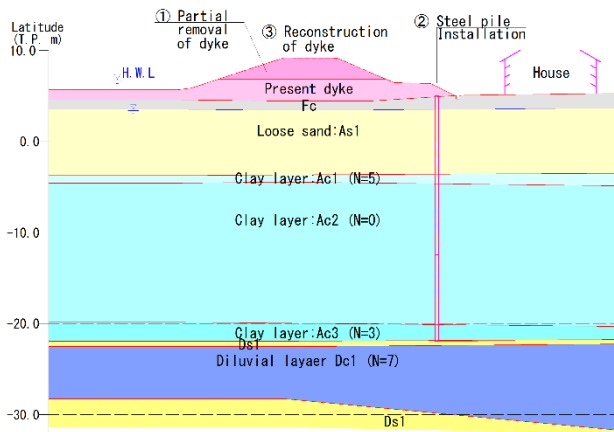 Latitude
(T.P. m)
① Partial
removal
of dyke
③ Reconstruction
of dyke
② Steel pile
Installation
10.0
H.W.L
House
Present dyke
Fc
Loose sand:As1
0.0
Clay layer:Ac1 (N=5)
Clay layer:Ac2 (N=0)
-10.0
-20.0
Clay layer:Ac3 (N=3)
Ds1
Diluvial layaer Dc1 (N=7)
-30.0
Ds1